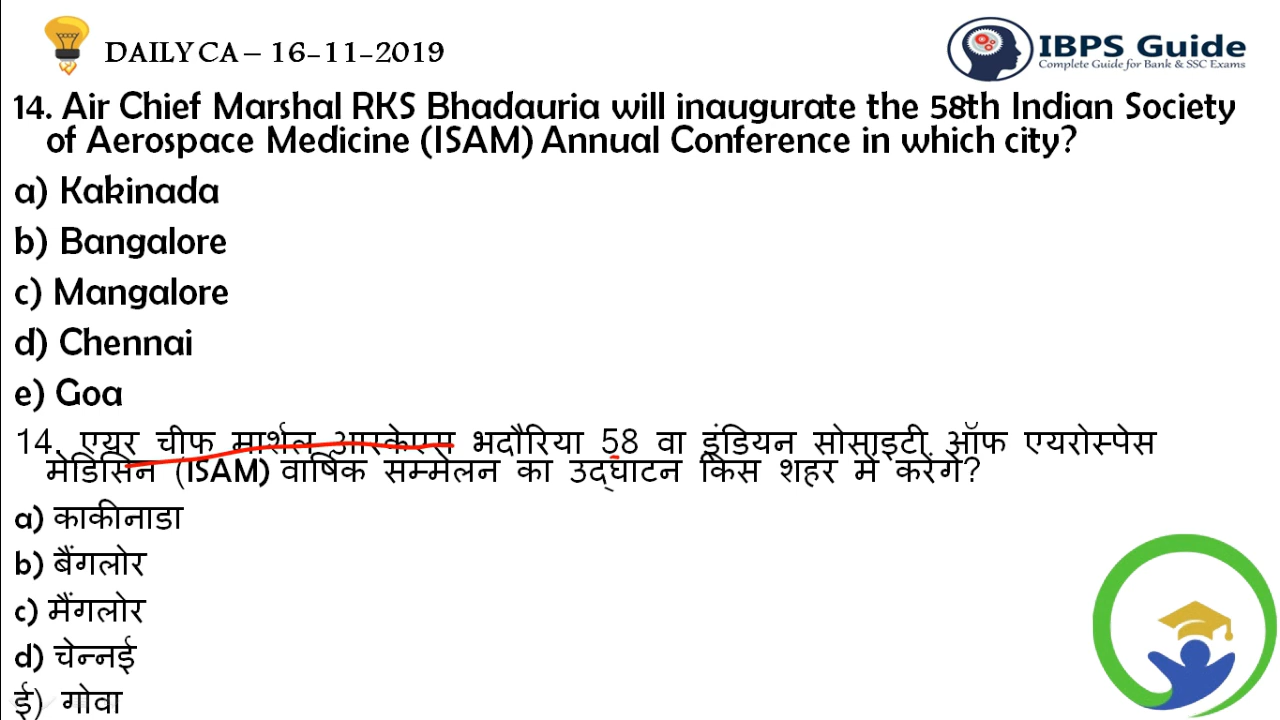 DAILY CA – 16-11-2019
IBPS Guide
Complete Guide for Bank & SSC Exams
14. Air Chief Marshal RKS Bhadauria will inaugurate the 58th Indian Society
of Aerospace Medicine (ISAM) Annual Conference in which city?
a) Kakinada
b) Bangalore
c) Mangalore
d) Chennai
e) Goa
14. एयर चीफ मार्शल आरकेएस भदौरिया 58 वा इंडियन सोसाइटी ऑफ एयरोस्पेस
मेडिसिन (ISAM) वार्षिक सम्मेलन का उद्घाटन किस शहर में करेंगे?
a) काकीनाडा
b) बैंगलोर
c) मैंगलोर
d) चेन्नई
ई) गोवा